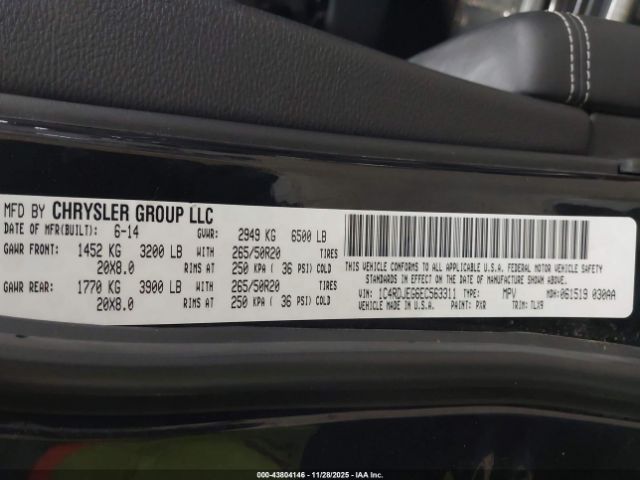 MFD BY CHRYSLER GROUP LLC
DATE OF MFR(BUILT): 6-14 GVWR: 2949 KG 6500 LB
GAWR FRONT: 1452 KG 3200 LB WITH 265/50R20 TIRES
20X8.0 RIMS AT 250 KPA ( 36 PSI) COLD
GAWR REAR: 1770 KG 3900 LB WITH 265/50R20 TIRES
20X8.0 RIMS AT 250 KPA ( 36 PSI) COLD
THIS VEHICLE CONFORMS TO ALL APPLICABLE U.S.A. FEDERAL MOTOR VEHICLE SAFETY
STANDARDS IN EFFECT ON THE DATE OF MANUFACTURE SHOWN ABOVE.
VIN: 1C4RDJEG6EC563311 TYPE: MPV MDH: 061519 030AA
VEHICLE MADE IN U.S.A. PAINT: PXR TRIM: TLX9
000-43804146 - 11/28/2025 - IAA, Inc.